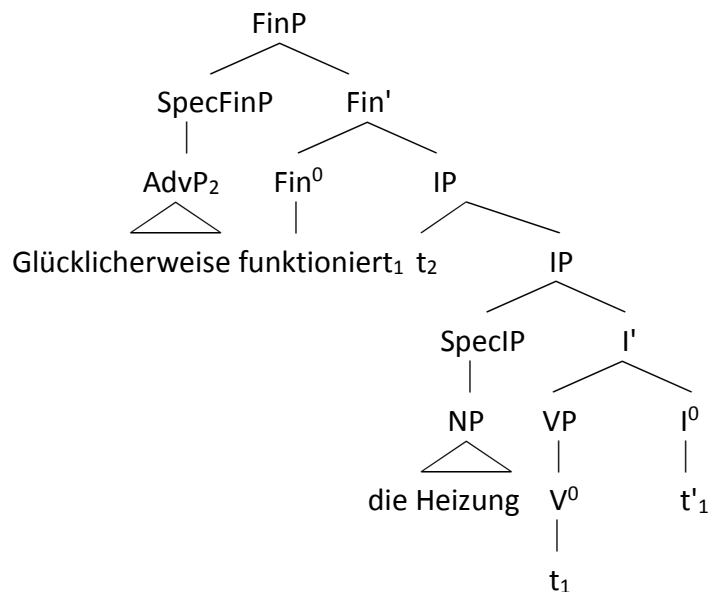 FinP
SpecFinP Fin'
AdvP₂ Fin⁰ IP
Glücklicherweise funktioniert₁ t₂ IP
SpecIP I'
NP VP I⁰
die Heizung V⁰ t'₁
t₁